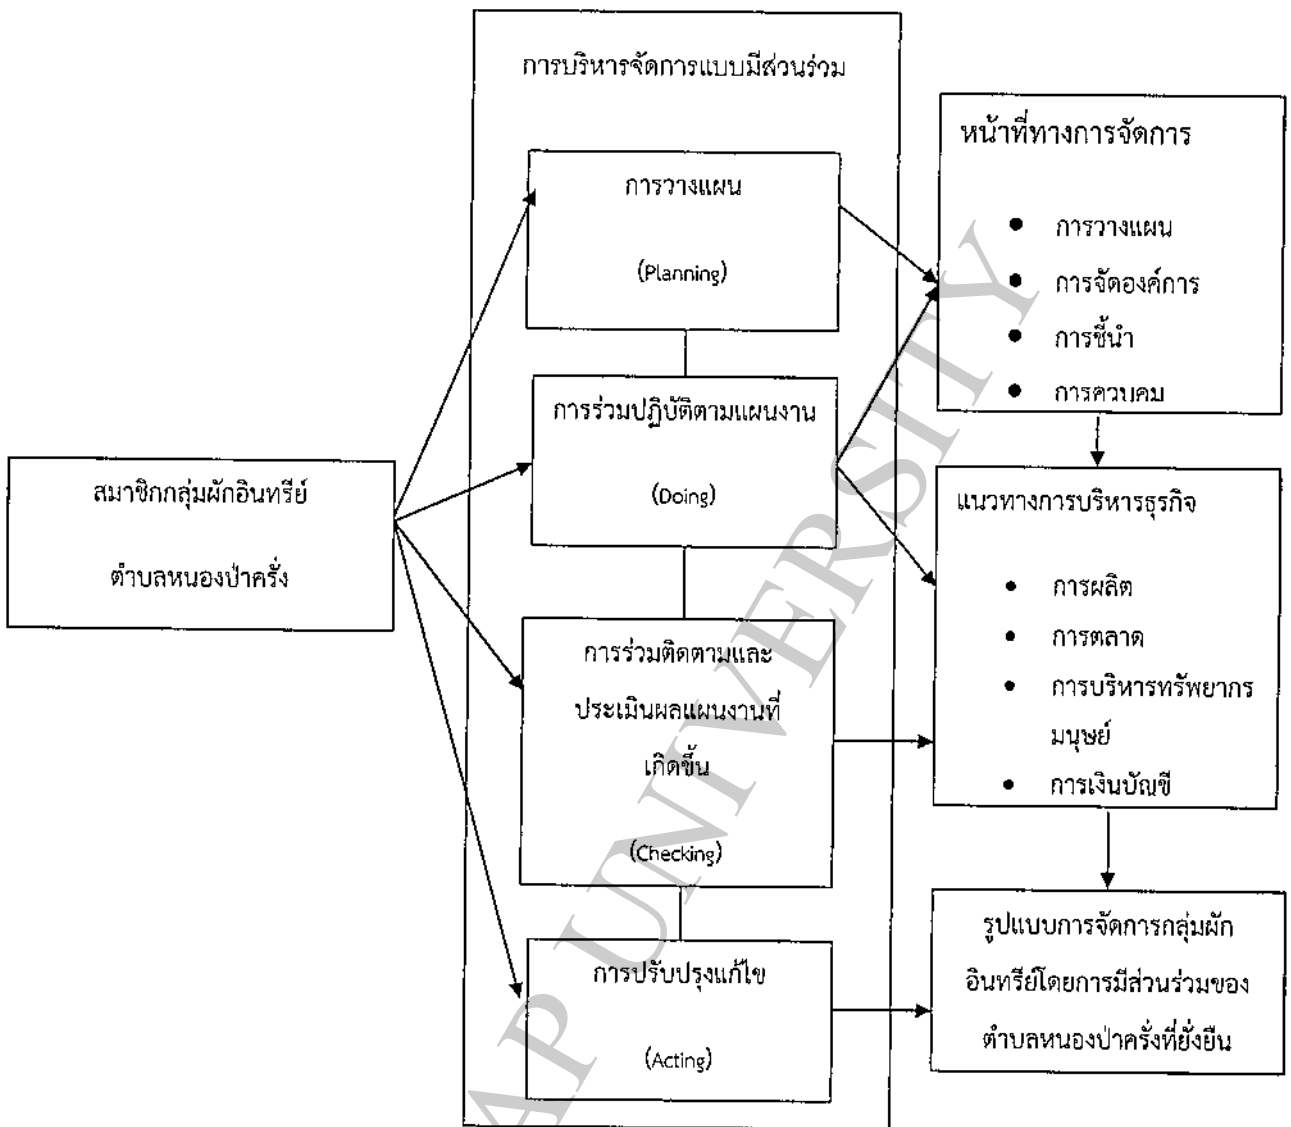 การบริหารจัดการแบบมีส่วนร่วม
การวางแผน
(Planning)
การร่วมปฏิบัติตามแผนงาน
(Doing)
การร่วมติดตามและ
ประเมินผลแผนงานที่
เกิดขึ้น
(Checking)
การปรับปรุงแก้ไข
(Acting)
สมาชิกกลุ่มผักอินทรีย์
ตำบลหนองป่าครั่ง
หน้าที่ทางการจัดการ
● การวางแผน
● การจัดองค์การ
● การชี้นำ
● การควบคุม
แนวทางการบริหารธุรกิจ
• การผลิต
• การตลาด
• การบริหารทรัพยากร
มนุษย์
• การเงินบัญชี
รูปแบบการจัดการกลุ่มผัก
อินทรีย์โดยการมีส่วนร่วมของ
ตำบลหนองป่าครั่งที่ยั่งยืน
AP UNIVERSITY